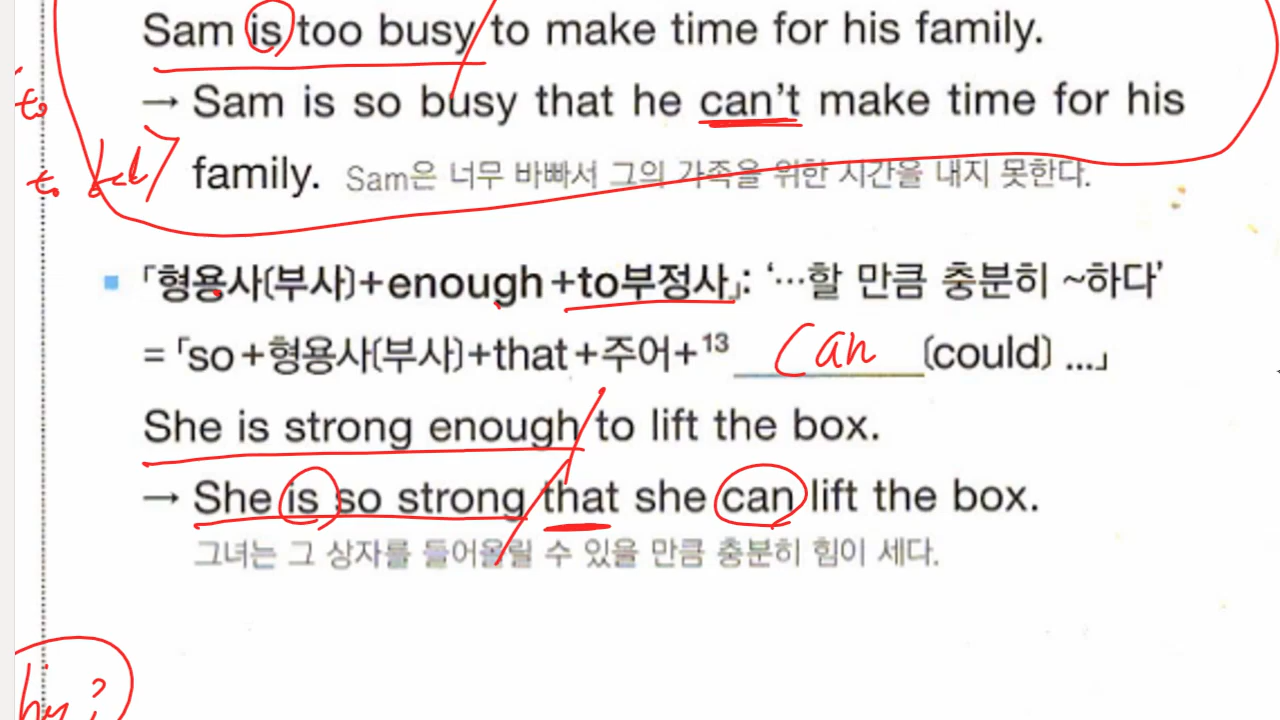 Sam is too busy to make time for his family.
→ Sam is so busy that he can't make time for his
to
family. Sam은 너무 바빠서 그의 가족을 위한 시간을 내지 못한다.
to
■ 「형용사(부사)+enough+to부정사」: '…할 만큼 충분히 ~하다'
= 「so+형용사(부사)+that+주어+¹³ can (could) …」
She is strong enough to lift the box.
→ She is so strong that she can lift the box.
그녀는 그 상자를 들어올릴 수 있을 만큼 충분히 힘이 세다.